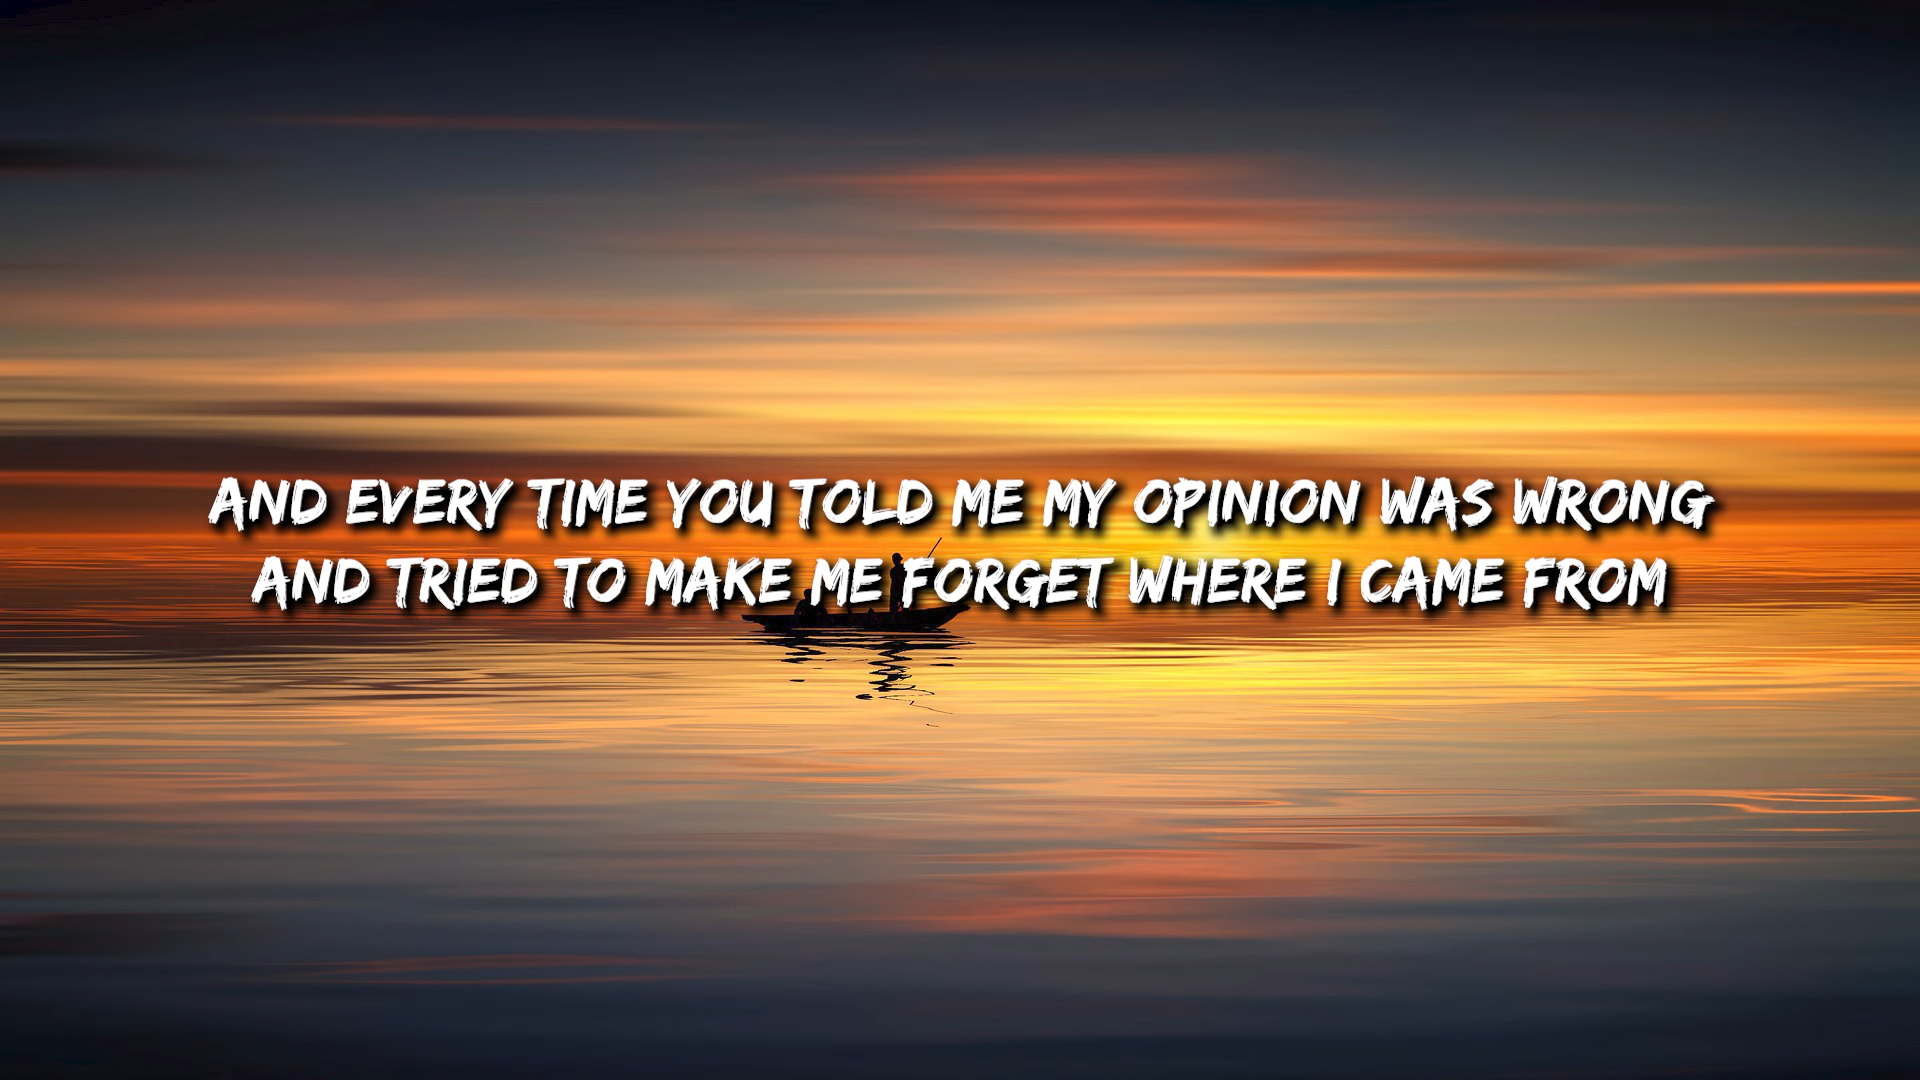 AND EVERY TIME YOU TOLD ME MY OPINION WAS WRONG
AND TRIED TO MAKE ME FORGET WHERE I CAME FROM